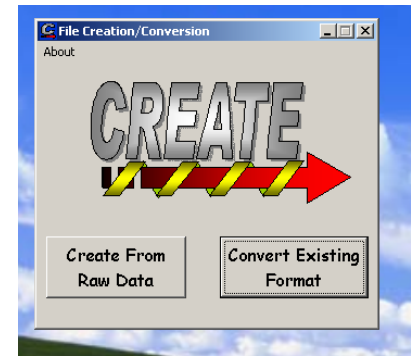 File Creation/Conversion
About
CREATE
Create From
Raw Data
Convert Existing
Format